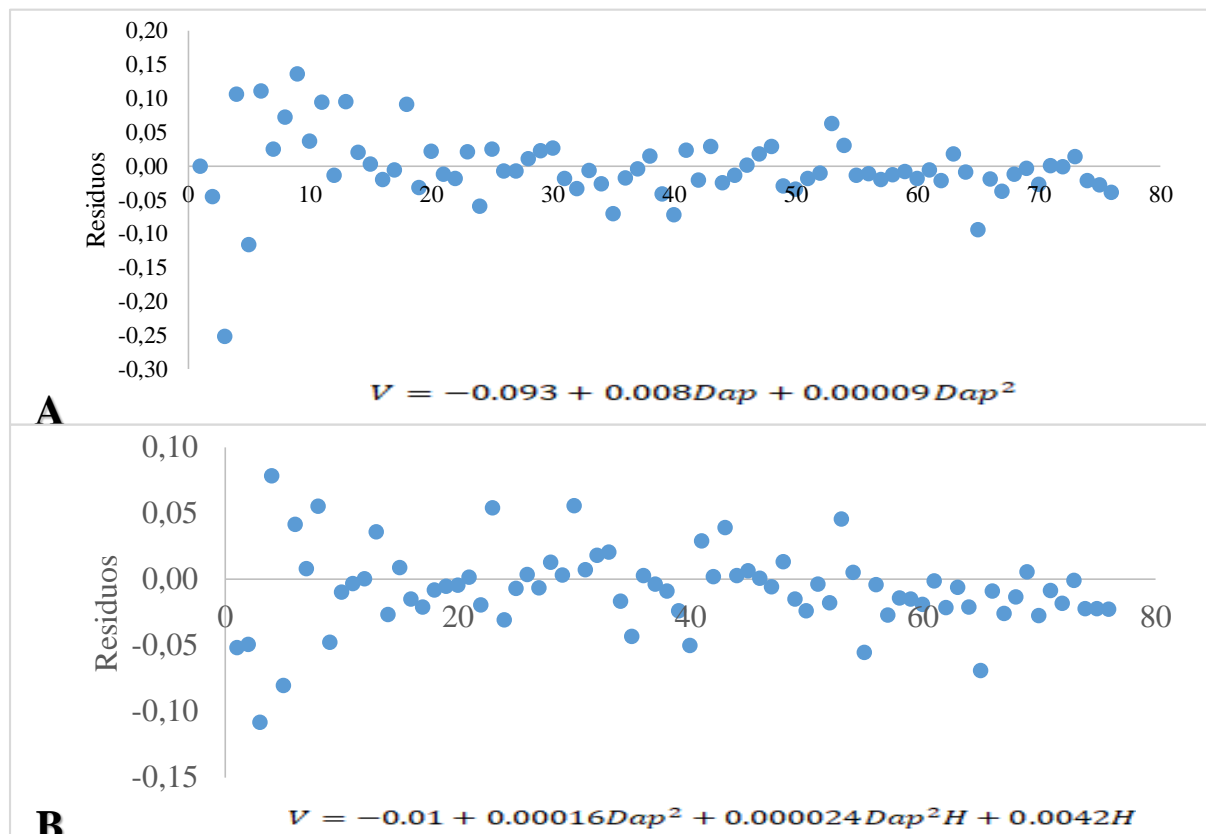 0,20
0,15
0,10
0,05
0,00
-0,05
-0,10
-0,15
-0,20
-0,25
-0,30
Residuos
0 10 20 30 40 50 60 70 80
V = −0.093 + 0.008Dap + 0.00009Dap²
A
0,10
0,05
0,00
-0,05
-0,10
-0,15
Residuos
0 20 40 60 80
V = −0.01 + 0.00016Dap² + 0.000024Dap²H + 0.0042H
B